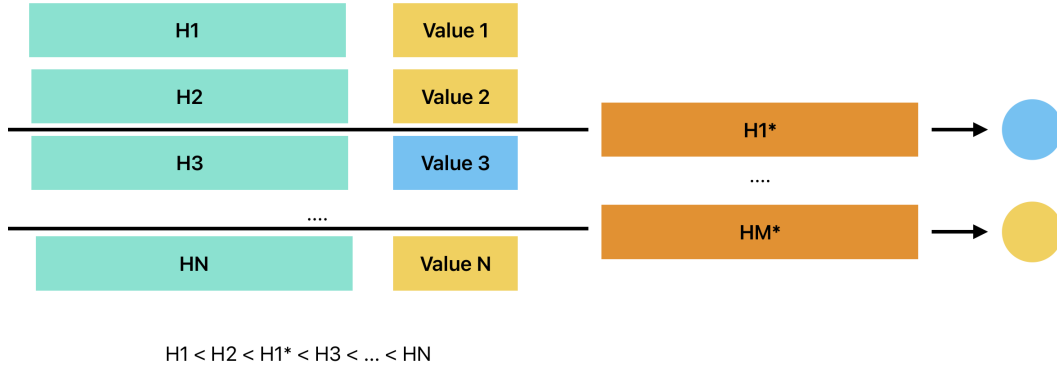 H1 Value 1
H2 Value 2
H1*
H3 Value 3
....
....
HM*
HN Value N
H1 < H2 < H1* < H3 < ... < HN